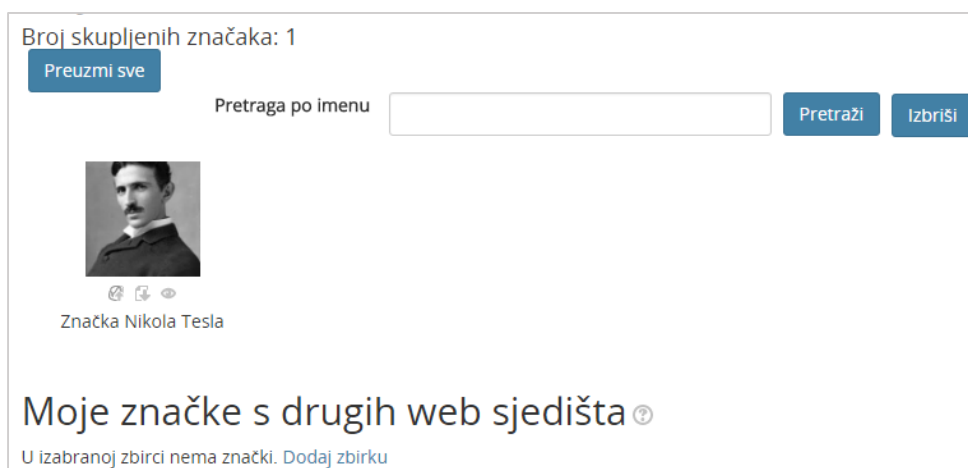 Broj skupljenih značaka: 1
Preuzmi sve
Pretraga po imenu
Pretraži
Izbriši
Značka Nikola Tesla
Moje značke s drugih web sjedišta
U izabranoj zbirci nema znački. Dodaj zbirku